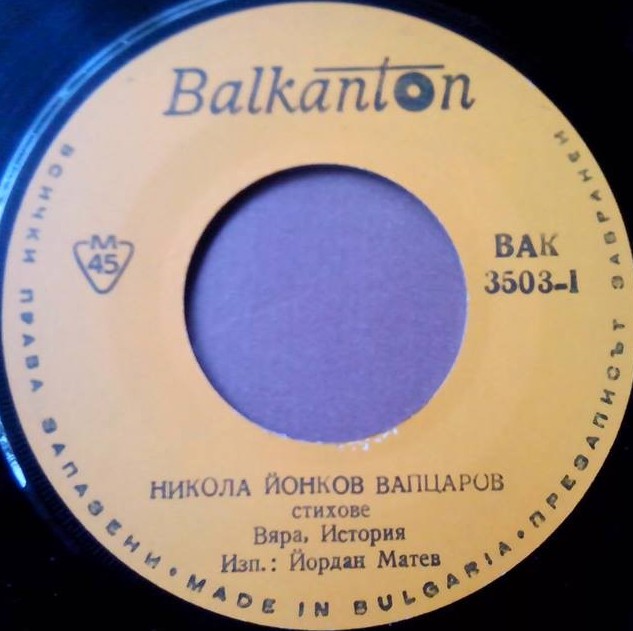 Balkanton
M
45
ВАК
3503-I
НИКОЛА ЙОНКОВ ВАПЦАРОВ
стихове
Вяра, История
Изп.: Йордан Матев
ВСИЧКИ ПРАВА ЗАПАЗЕНИ • MADE IN BULGARIA • ПРЕЗАПИСЪТ ЗАБРАНЕН